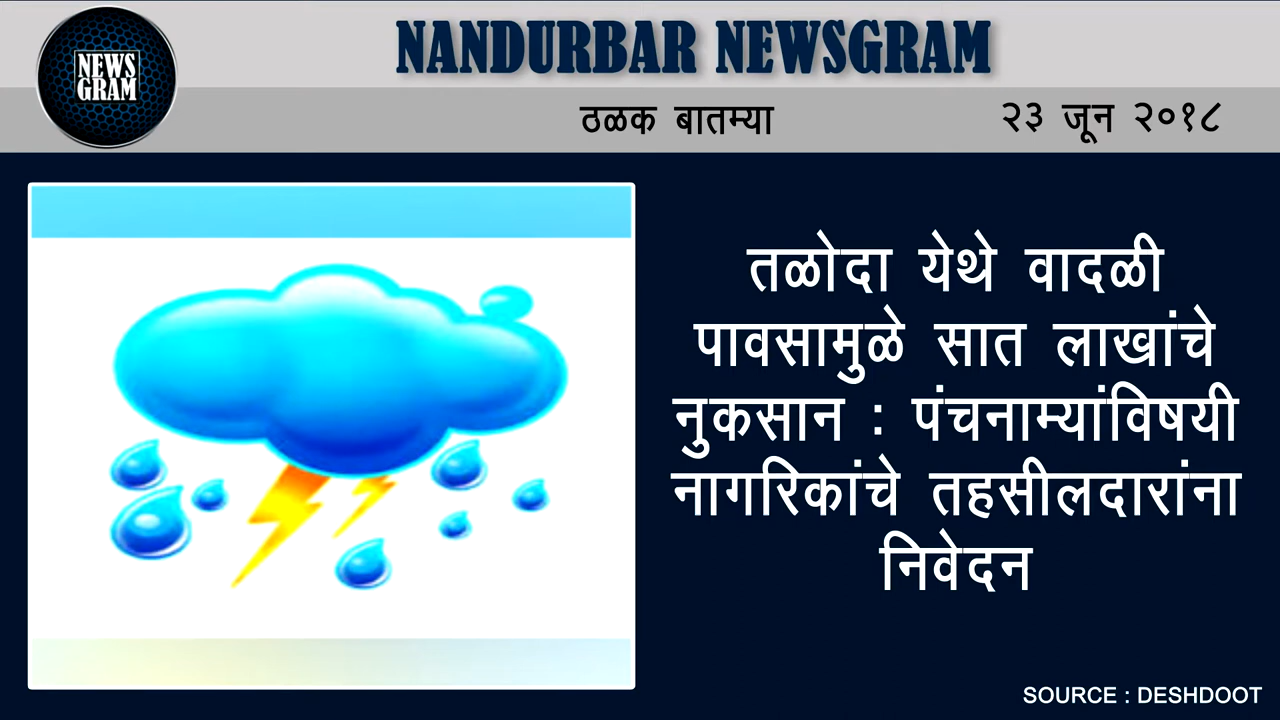 NEWS
GRAM
NANDURBAR NEWSGRAM
ठळक बातम्या
२३ जून २०१८
तळोदा येथे वादळी
पावसामुळे सात लाखांचे
नुकसान : पंचनाम्यांविषयी
नागरिकांचे तहसीलदारांना
निवेदन
SOURCE : DESHDOOT